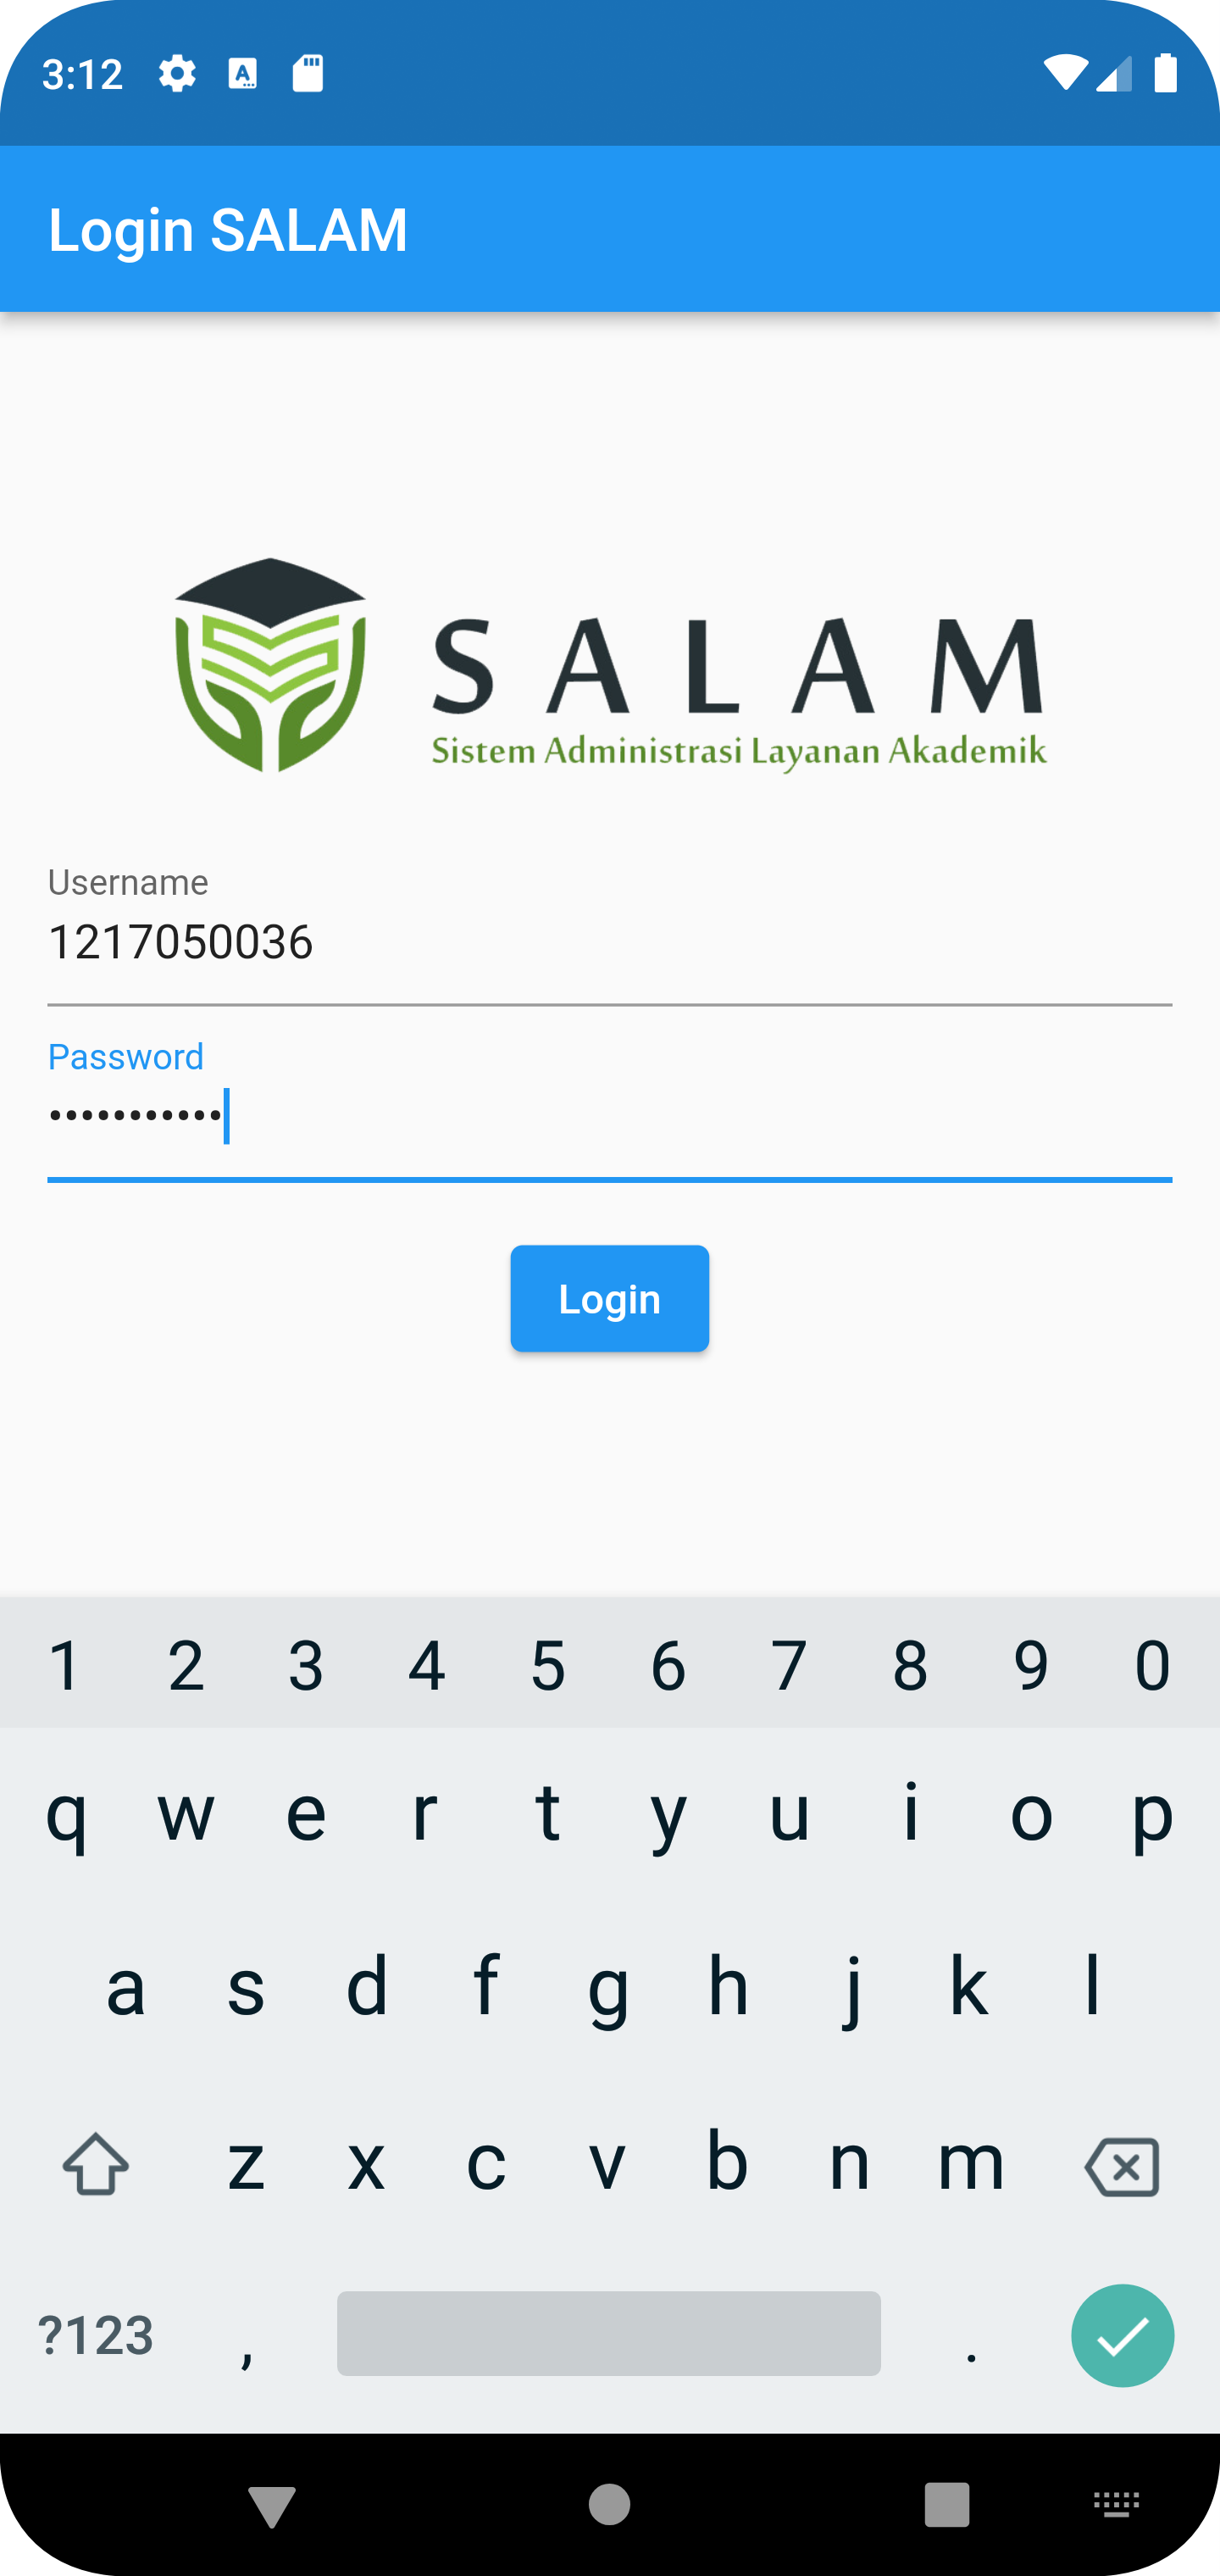 3:12
Login SALAM
SALAM
Sistem Administrasi Layanan Akademik
Username
1217050036
Password
•••••••••••
Login
1 2 3 4 5 6 7 8 9 0
q w e r t y u i o p
a s d f g h j k l
z x c v b n m
?123 , .